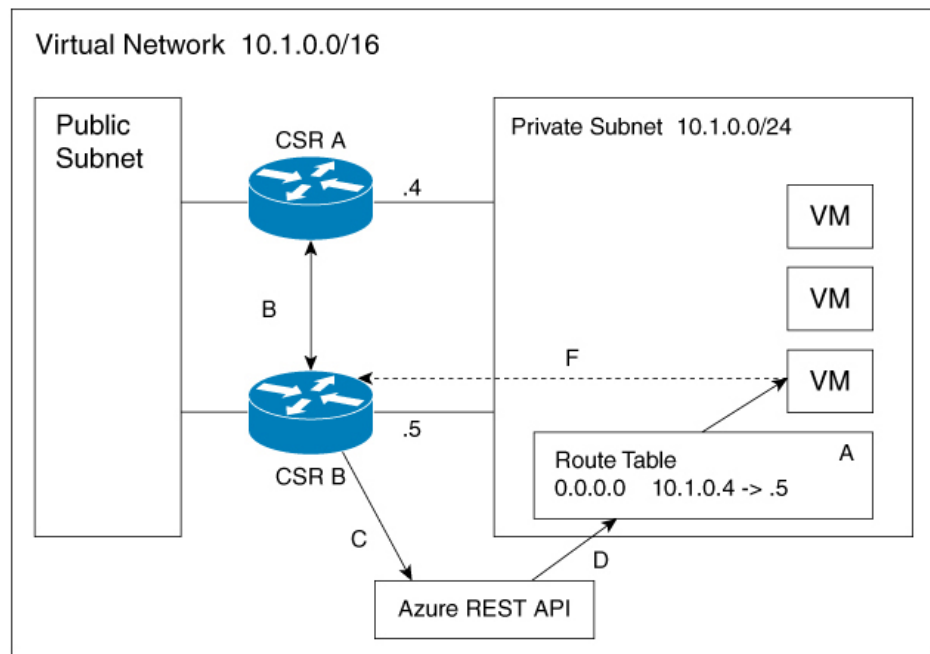 Virtual Network 10.1.0.0/16
Public
Subnet
CSR A
.4
B
CSR B
.5
Private Subnet 10.1.0.0/24
VM
VM
VM
F
A
Route Table
0.0.0.0 10.1.0.4 -> .5
C
D
Azure REST API